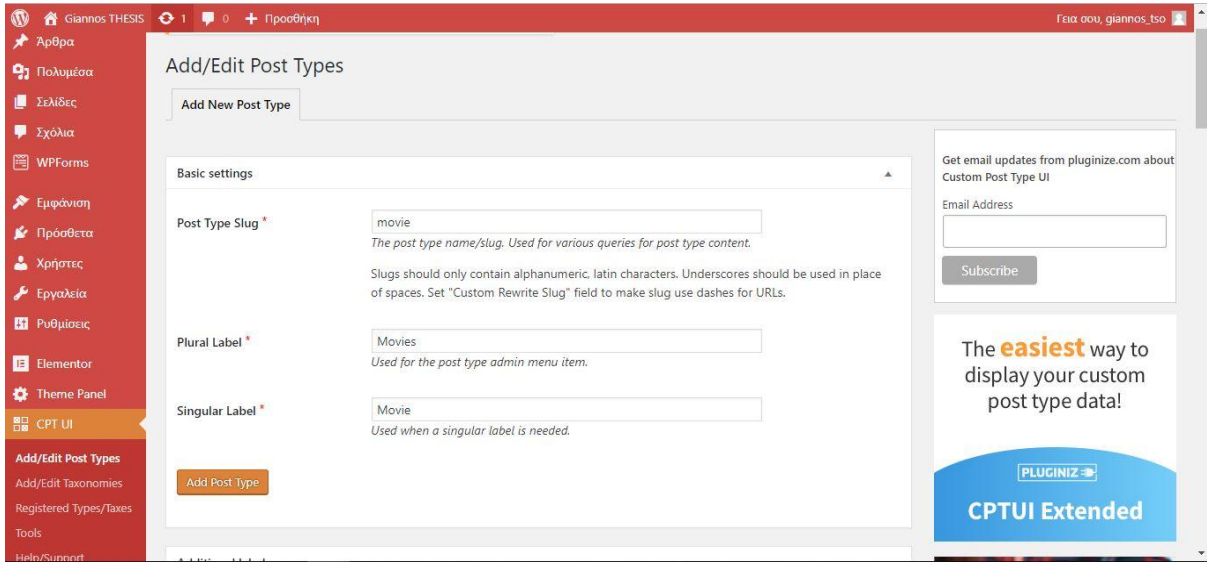 Giannos THESIS 1 0 + Προσθήκη
Γεια σου, giannos_tso
Άρθρα
Πολυμέσα
Σελίδες
Σχόλια
WPForms
Εμφάνιση
Πρόσθετα
Χρήστες
Εργαλεία
Ρυθμίσεις
Elementor
Theme Panel
CPT UI
Add/Edit Post Types
Add/Edit Taxonomies
Registered Types/Taxes
Tools
Help/Support
Add/Edit Post Types
Add New Post Type
Basic settings
Post Type Slug *
movie
The post type name/slug. Used for various queries for post type content.
Slugs should only contain alphanumeric, latin characters. Underscores should be used in place
of spaces. Set "Custom Rewrite Slug" field to make slug use dashes for URLs.
Plural Label *
Movies
Used for the post type admin menu item.
Singular Label *
Movie
Used when a singular label is needed.
Add Post Type
Get email updates from pluginize.com about
Custom Post Type UI
Email Address
Subscribe
The easiest way to
display your custom
post type data!
PLUGINIZ
CPTUI Extended